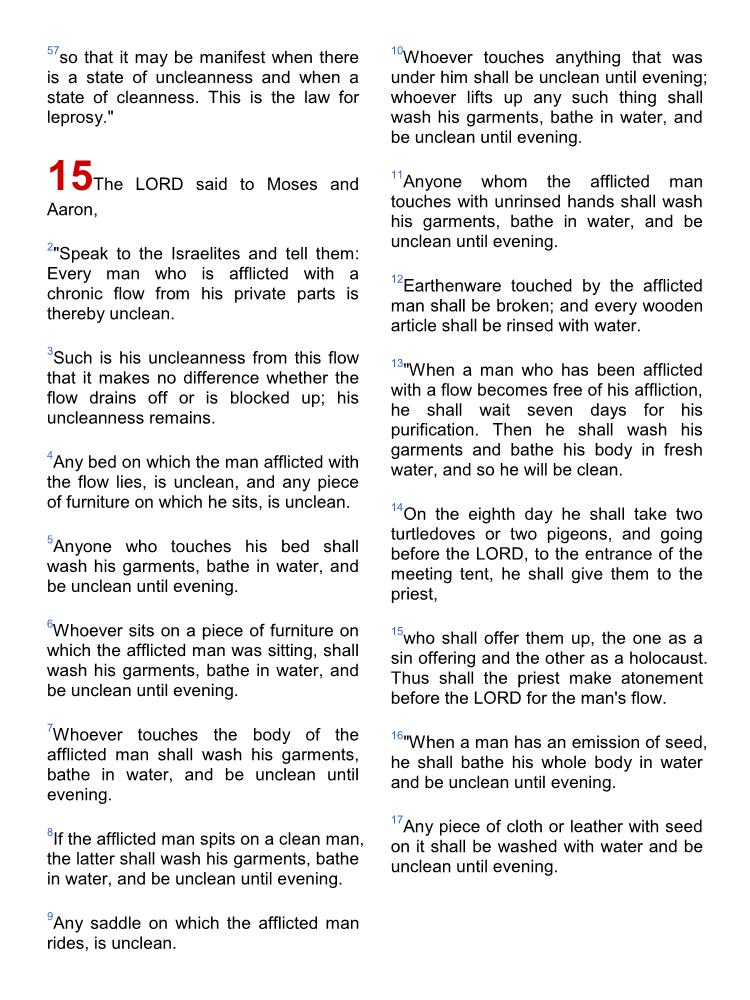 57so that it may be manifest when there
is a state of uncleanness and when a
state of cleanness. This is the law for
leprosy."
15The LORD said to Moses and
Aaron,
2"Speak to the Israelites and tell them:
Every man who is afflicted with a
chronic flow from his private parts is
thereby unclean.
3Such is his uncleanness from this flow
that it makes no difference whether the
flow drains off or is blocked up; his
uncleanness remains.
4Any bed on which the man afflicted with
the flow lies, is unclean, and any piece
of furniture on which he sits, is unclean.
5Anyone who touches his bed shall
wash his garments, bathe in water, and
be unclean until evening.
6Whoever sits on a piece of furniture on
which the afflicted man was sitting, shall
wash his garments, bathe in water, and
be unclean until evening.
7Whoever touches the body of the
afflicted man shall wash his garments,
bathe in water, and be unclean until
evening.
8If the afflicted man spits on a clean man,
the latter shall wash his garments, bathe
in water, and be unclean until evening.
9Any saddle on which the afflicted man
rides, is unclean.
10Whoever touches anything that was
under him shall be unclean until evening;
whoever lifts up any such thing shall
wash his garments, bathe in water, and
be unclean until evening.
11Anyone whom the afflicted man
touches with unrinsed hands shall wash
his garments, bathe in water, and be
unclean until evening.
12Earthenware touched by the afflicted
man shall be broken; and every wooden
article shall be rinsed with water.
13"When a man who has been afflicted
with a flow becomes free of his affliction,
he shall wait seven days for his
purification. Then he shall wash his
garments and bathe his body in fresh
water, and so he will be clean.
14On the eighth day he shall take two
turtledoves or two pigeons, and going
before the LORD, to the entrance of the
meeting tent, he shall give them to the
priest,
15who shall offer them up, the one as a
sin offering and the other as a holocaust.
Thus shall the priest make atonement
before the LORD for the man's flow.
16"When a man has an emission of seed,
he shall bathe his whole body in water
and be unclean until evening.
17Any piece of cloth or leather with seed
on it shall be washed with water and be
unclean until evening.